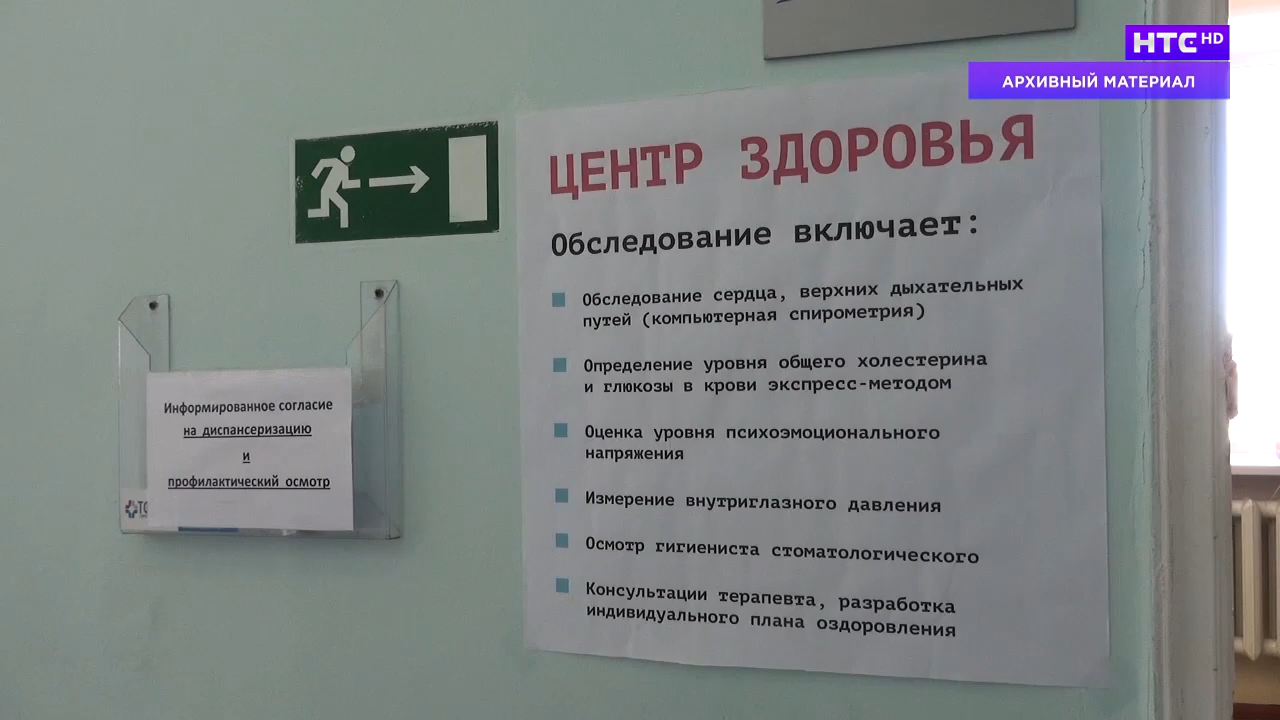 НТС HD
АРХИВНЫЙ МАТЕРИАЛ
ЦЕНТР ЗДОРОВЬЯ
Обследование включает:
Обследование сердца, верхних дыхательных
путей (компьютерная спирометрия)
Определение уровня общего холестерина
и глюкозы в крови экспресс-методом
Оценка уровня психоэмоционального
напряжения
Измерение внутриглазного давления
Осмотр гигиениста стоматологического
Консультации терапевта, разработка
индивидуального плана оздоровления
Информированное согласие
на диспансеризацию
и
профилактический осмотр